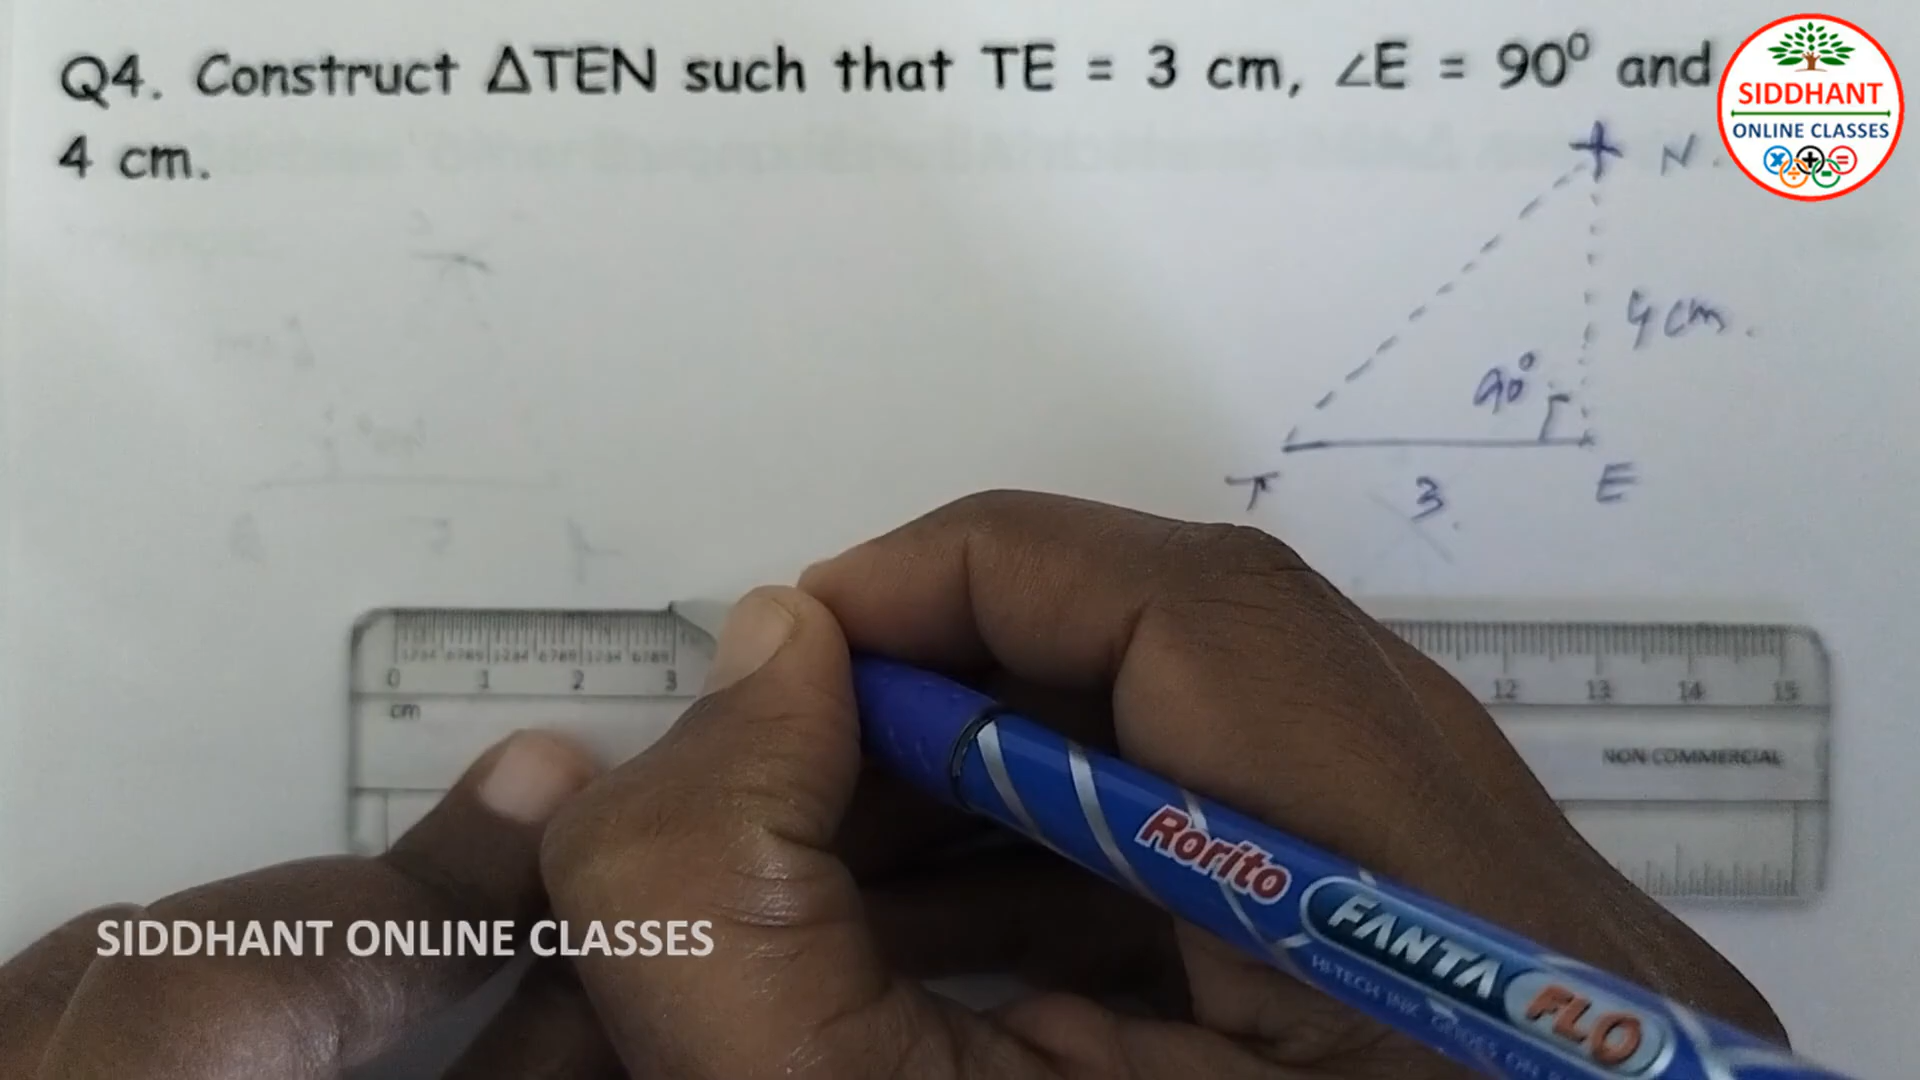 Q4. Construct ΔTEN such that TE = 3 cm, ∠E = 90⁰ and
4 cm.
SIDDHANT
ONLINE CLASSES
N.
4 cm.
90°
T
3.
E
0 1 2 3
cm
12 13 14 15
NON COMMERCIAL
Rorito
FANTA FLO
SIDDHANT ONLINE CLASSES